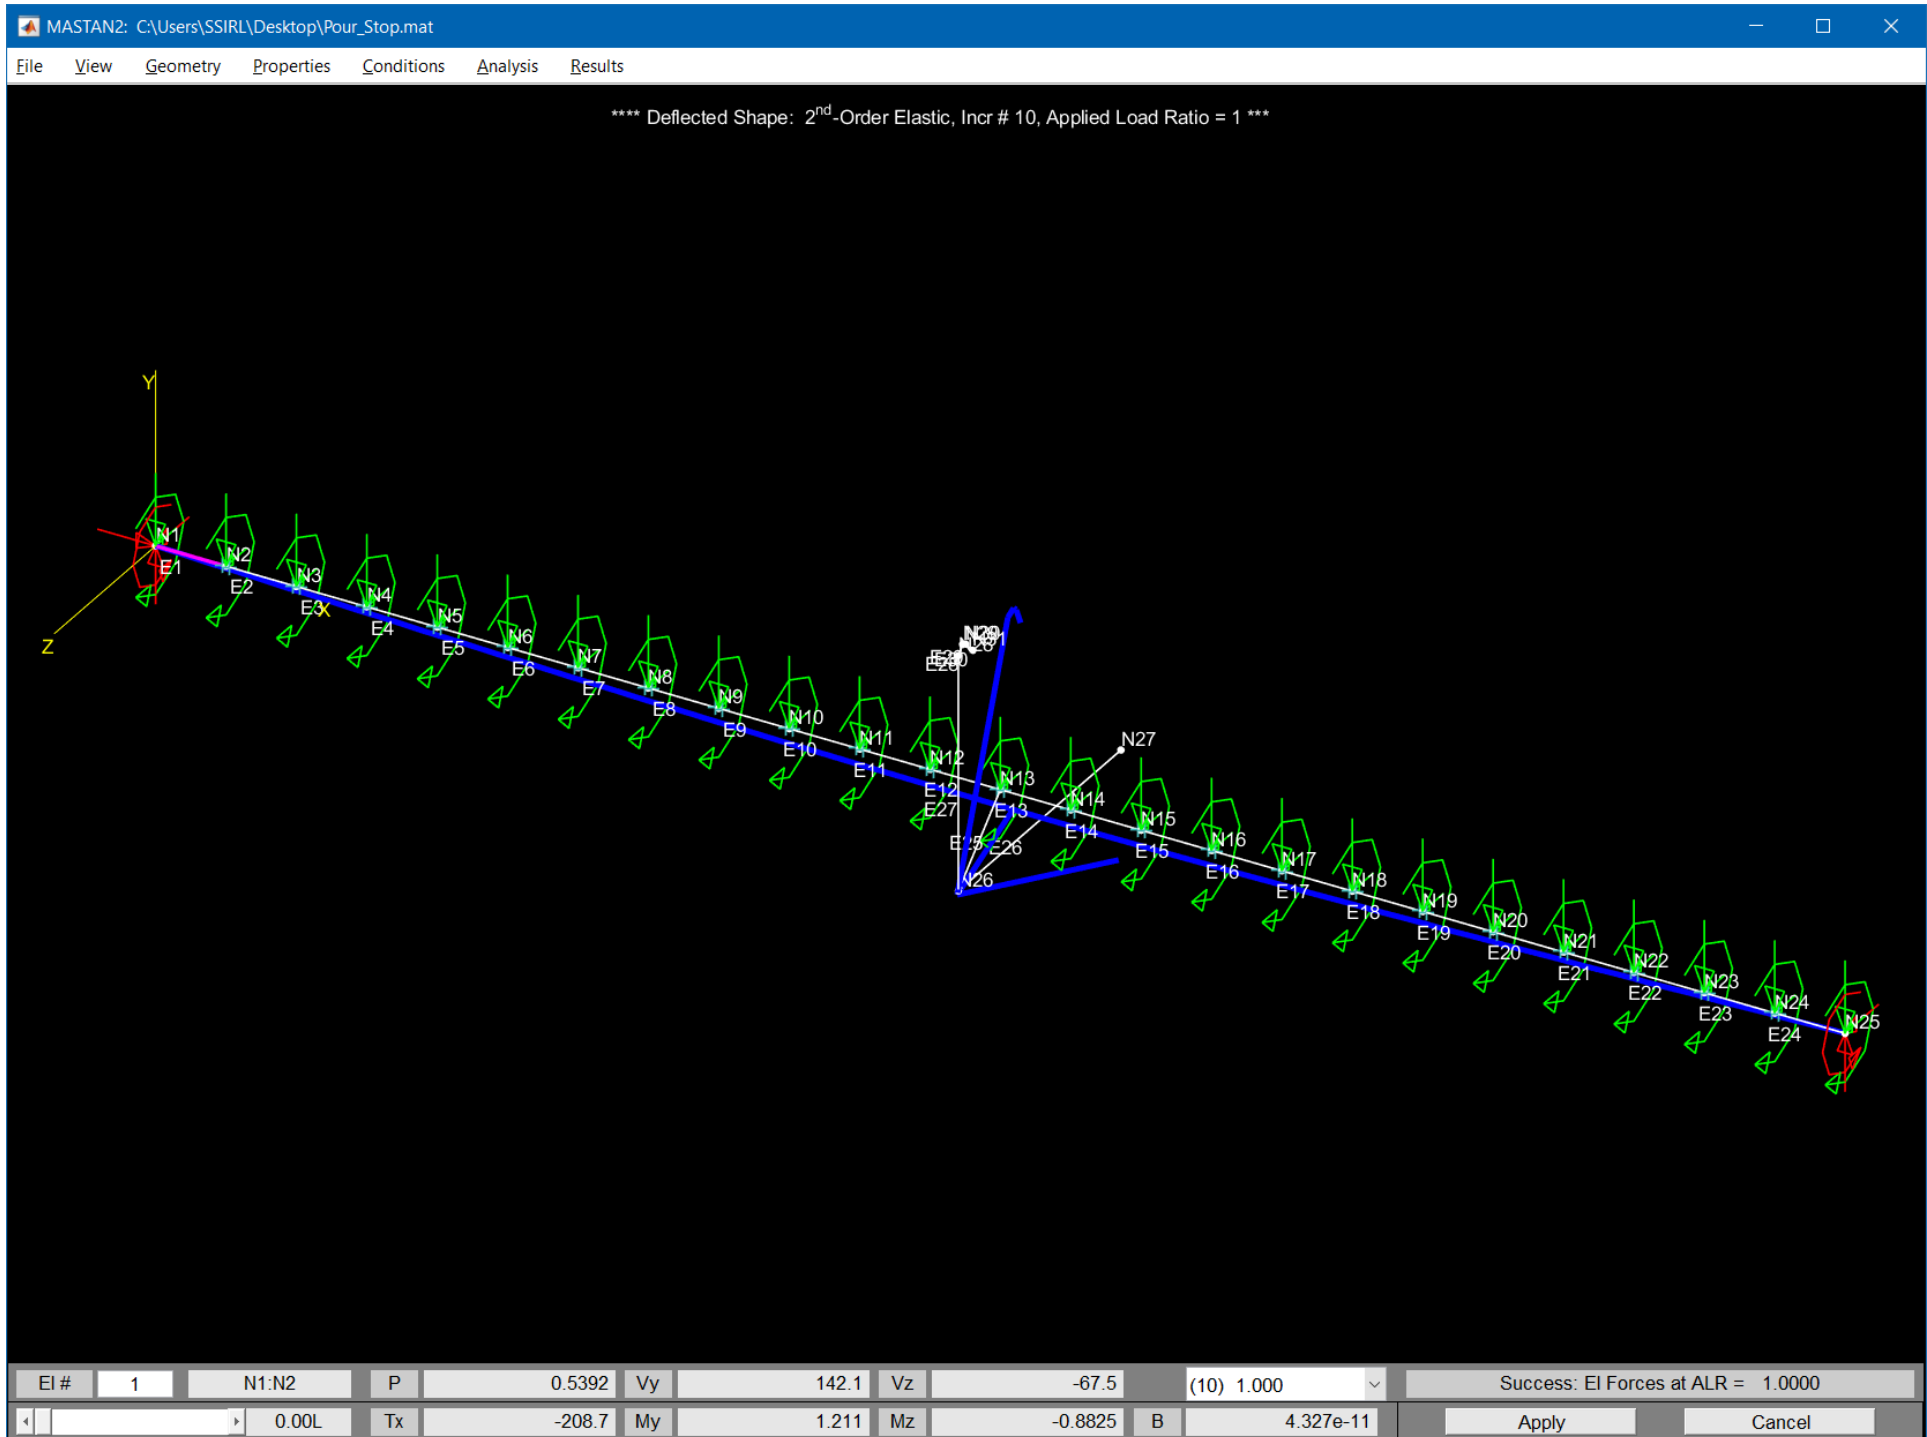 MASTAN2: C:\Users\SSIRL\Desktop\Pour_Stop.mat
File View Geometry Properties Conditions Analysis Results
**** Deflected Shape: 2nd-Order Elastic, Incr # 10, Applied Load Ratio = 1 ***
Y
Z
X
N1
E1
N2
E2
N3
E3
N4
E4
N5
E5
N6
E6
N7
E7
N8
E8
N9
E9
N10
E10
N11
E11
N12
E12
E27
N13
E13
E25
E26
N26
N27
N14
E14
N15
E15
N16
E16
N17
E17
N18
E18
N19
E19
N20
E20
N21
E21
N22
E22
N23
E23
N24
E24
N25
El # 1 N1:N2 P 0.5392 Vy 142.1 Vz -67.5 (10) 1.000 Success: El Forces at ALR = 1.0000
0.00L Tx -208.7 My 1.211 Mz -0.8825 B 4.327e-11 Apply Cancel